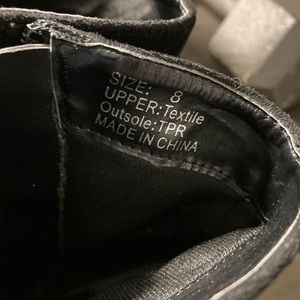 SIZE: 8
UPPER:Textile
Outsole:TPR
MADE IN CHINA